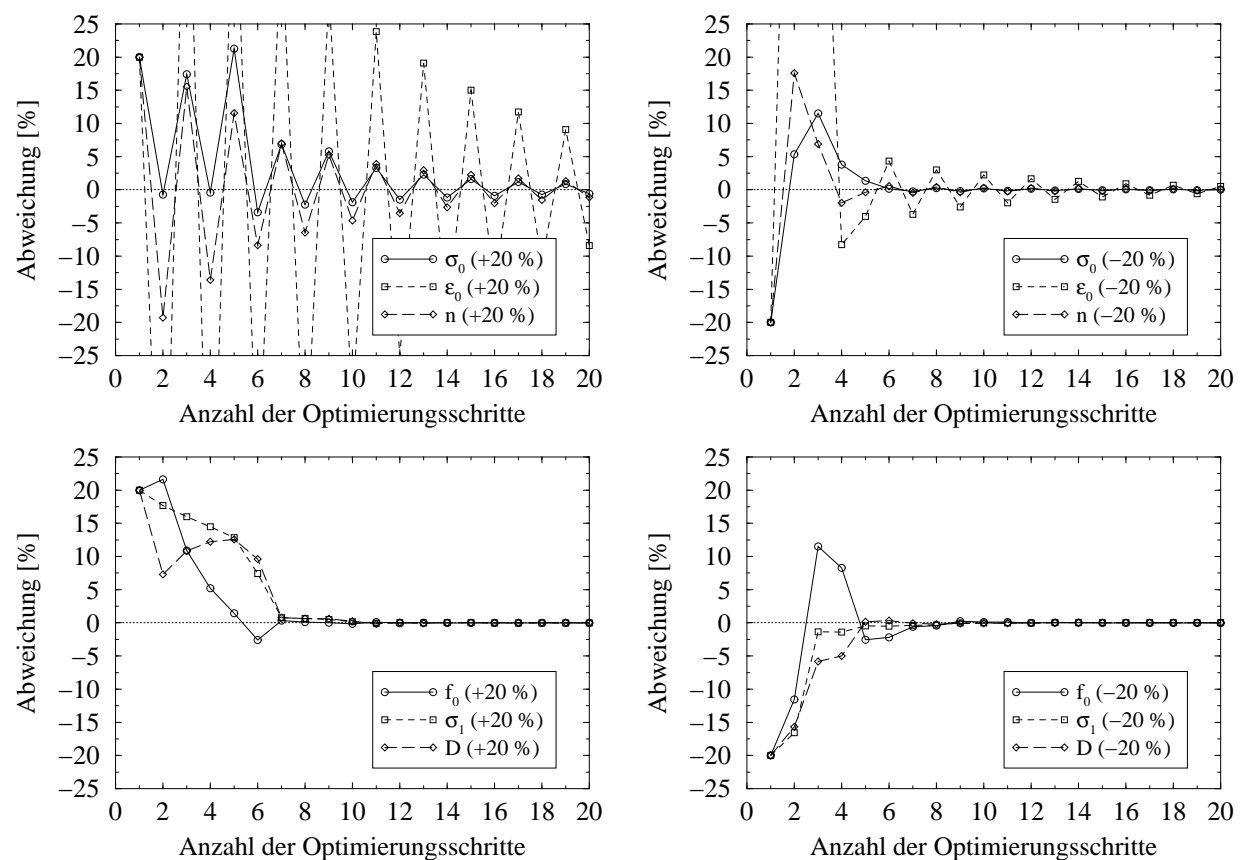 25
20
15
10
5
0
−5
−10
−15
−20
−25
Abweichung [%]
σ0 (+20 %)
ε0 (+20 %)
n (+20 %)
0 2 4 6 8 10 12 14 16 18 20
Anzahl der Optimierungsschritte
25
20
15
10
5
0
−5
−10
−15
−20
−25
Abweichung [%]
σ0 (−20 %)
ε0 (−20 %)
n (−20 %)
0 2 4 6 8 10 12 14 16 18 20
Anzahl der Optimierungsschritte
25
20
15
10
5
0
−5
−10
−15
−20
−25
Abweichung [%]
f0 (+20 %)
σ1 (+20 %)
D (+20 %)
0 2 4 6 8 10 12 14 16 18 20
Anzahl der Optimierungsschritte
25
20
15
10
5
0
−5
−10
−15
−20
−25
Abweichung [%]
f0 (−20 %)
σ1 (−20 %)
D (−20 %)
0 2 4 6 8 10 12 14 16 18 20
Anzahl der Optimierungsschritte